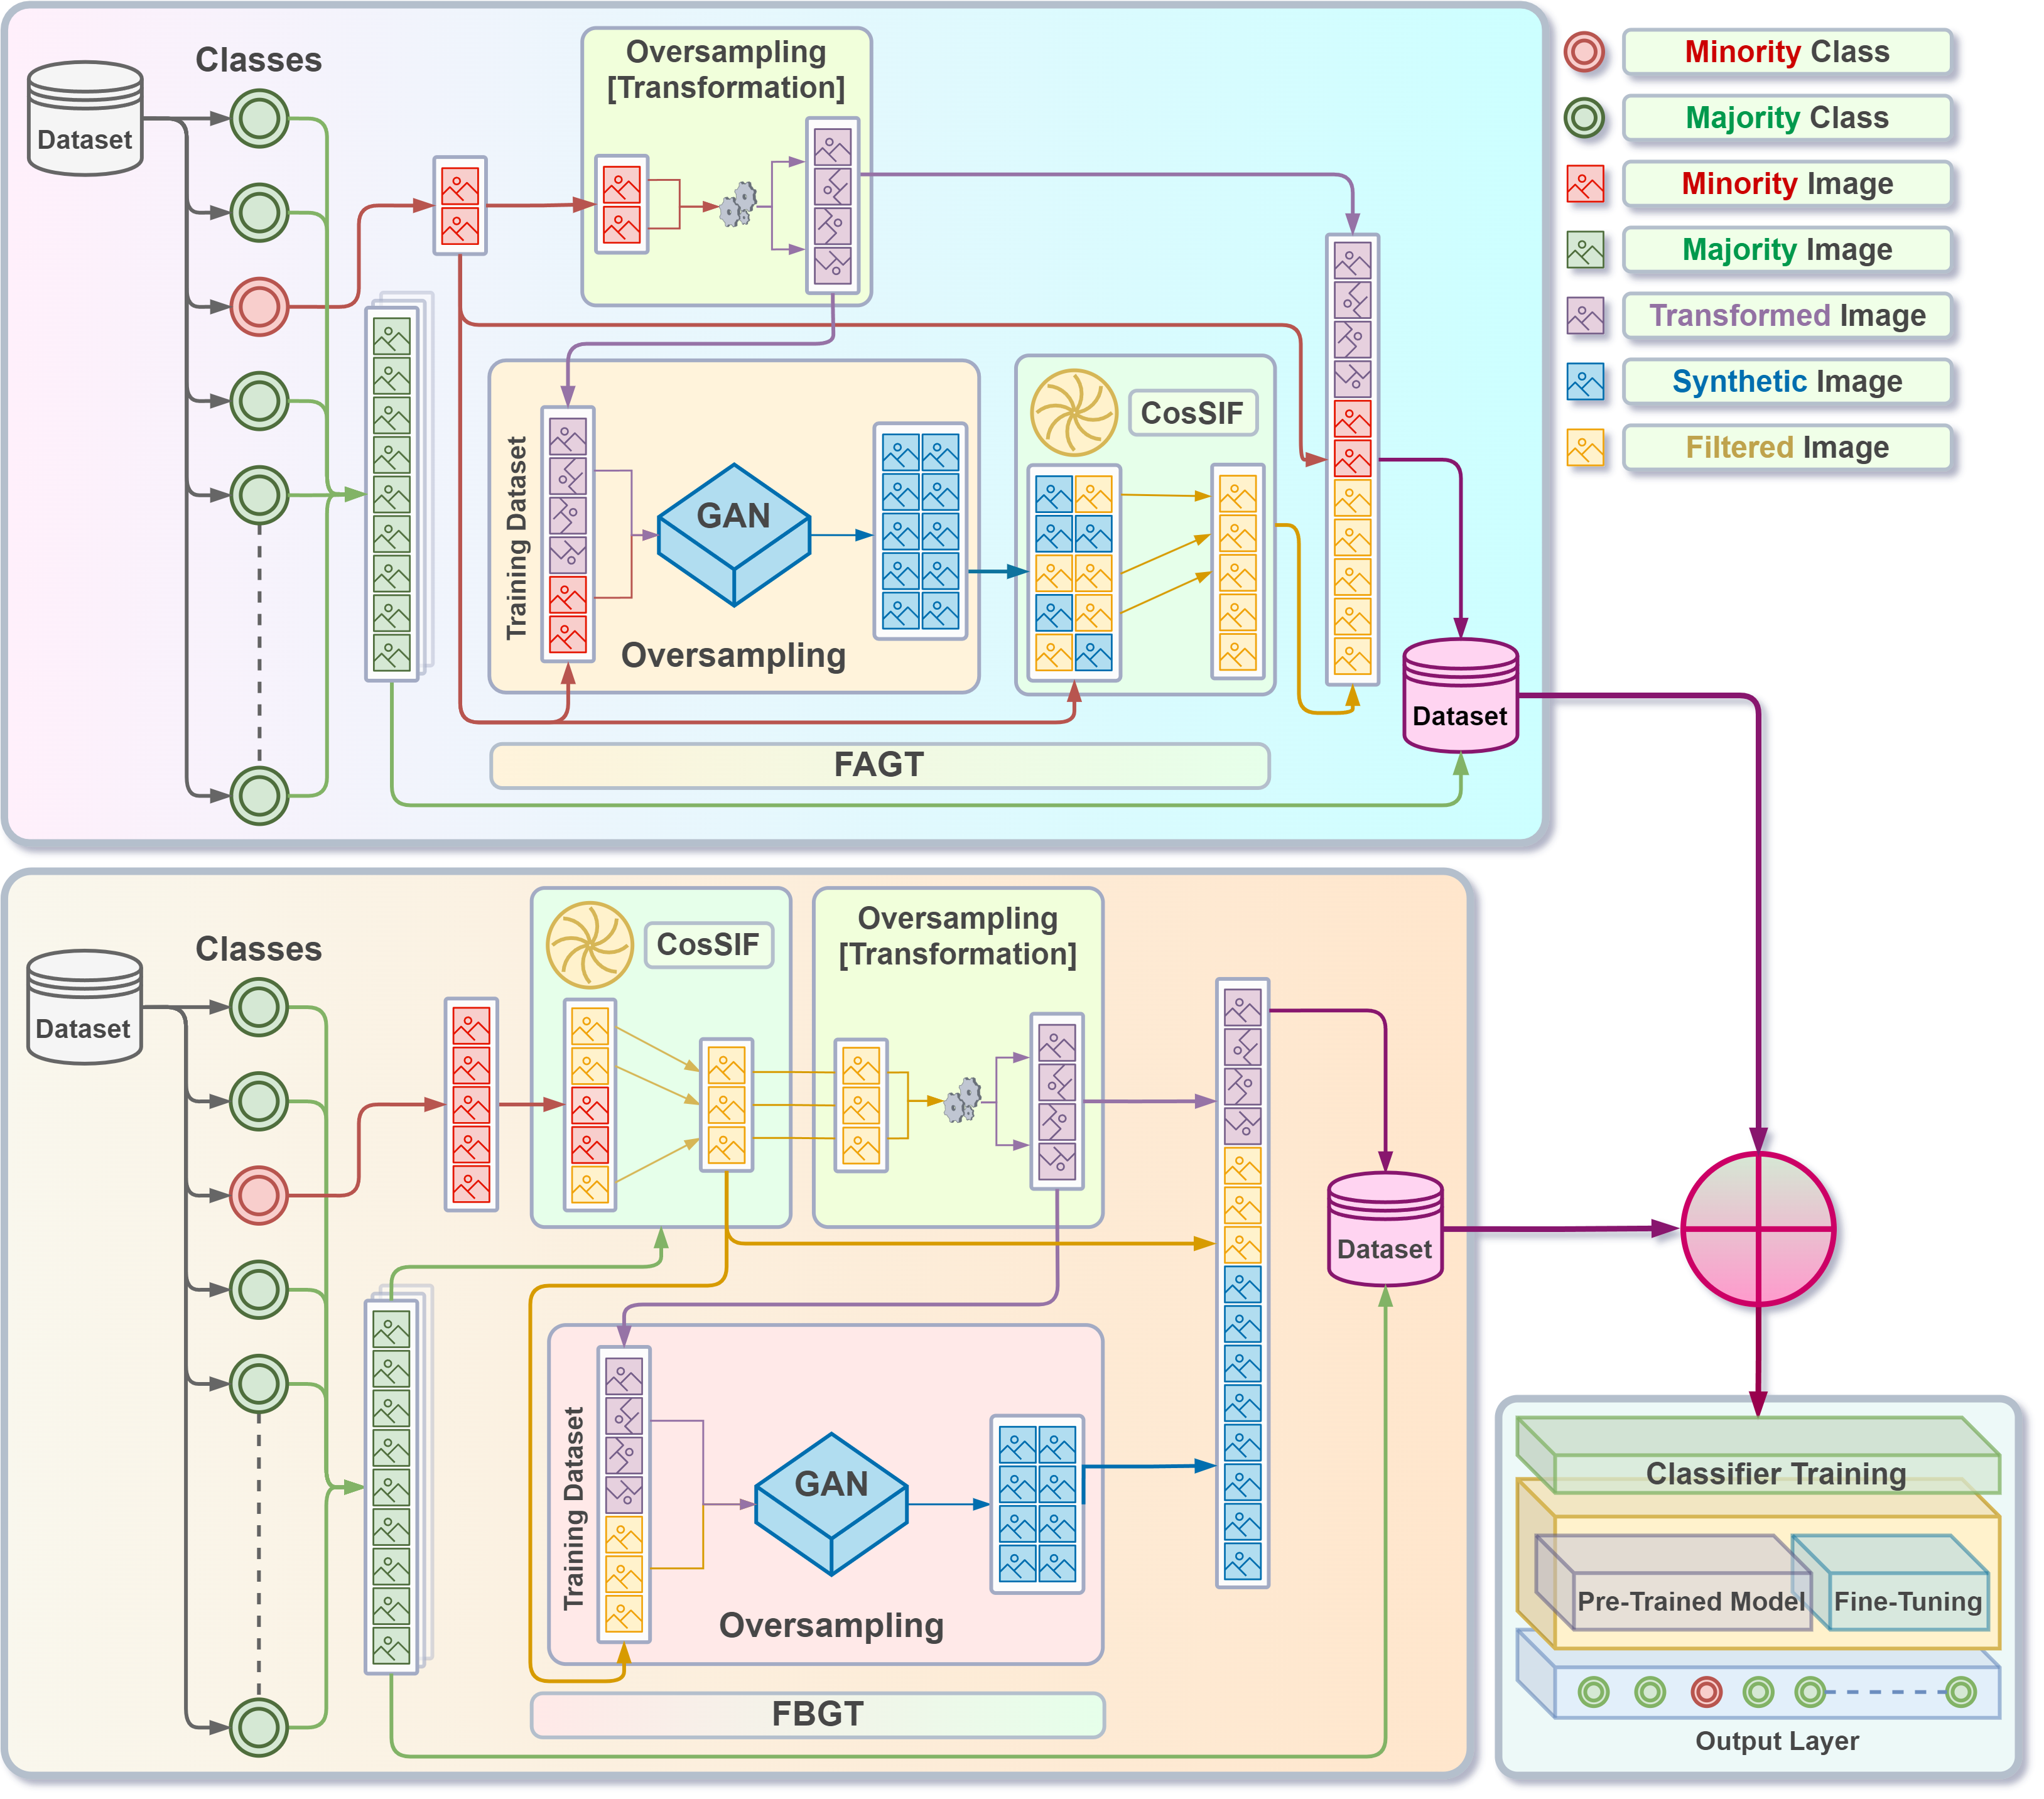 Classes
Dataset
Oversampling
[Transformation]
Training Dataset
GAN
Oversampling
CosSIF
FAGT
Dataset
Minority Class
Majority Class
Minority Image
Majority Image
Transformed Image
Synthetic Image
Filtered Image
Classes
Dataset
CosSIF
Oversampling
[Transformation]
Training Dataset
GAN
Oversampling
FBGT
Dataset
Classifier Training
Pre-Trained Model
Fine-Tuning
Output Layer